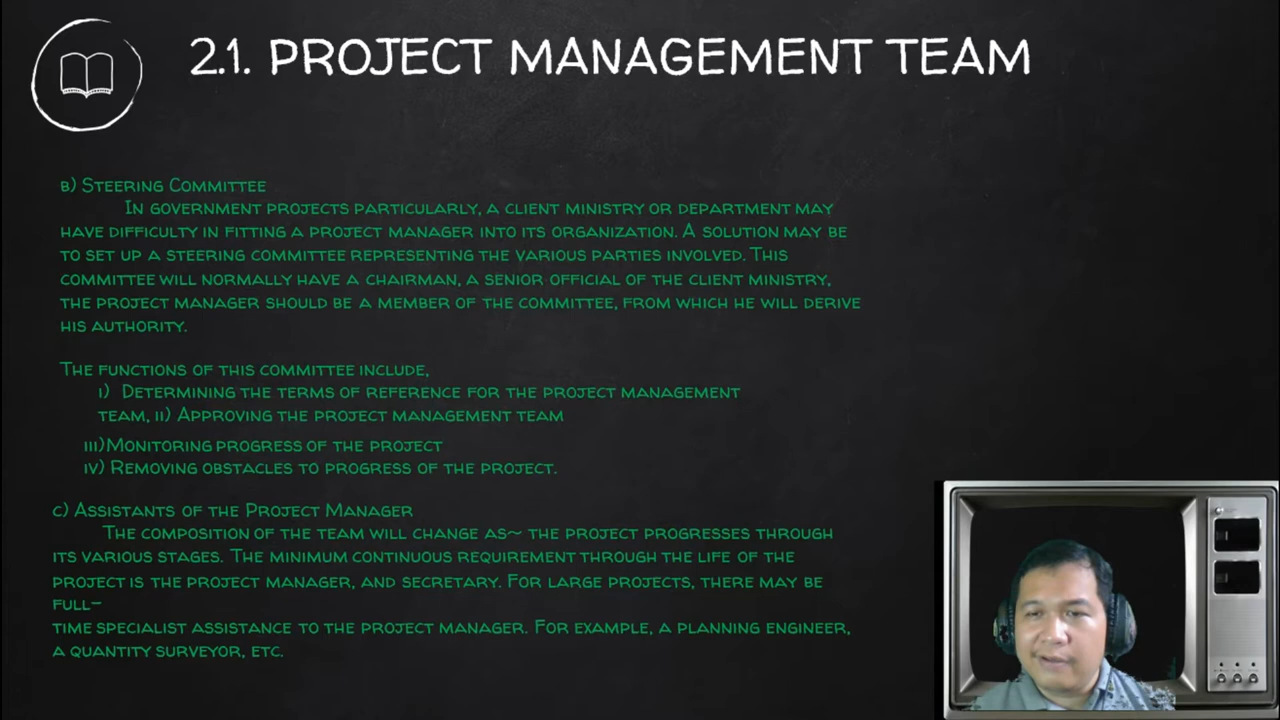 2.1. PROJECT MANAGEMENT TEAM
B) STEERING COMMITTEE
IN GOVERNMENT PROJECTS PARTICULARLY, A CLIENT MINISTRY OR DEPARTMENT MAY
HAVE DIFFICULTY IN FITTING A PROJECT MANAGER INTO ITS ORGANIZATION. A SOLUTION MAY BE
TO SET UP A STEERING COMMITTEE REPRESENTING THE VARIOUS PARTIES INVOLVED. THIS
COMMITTEE WILL NORMALLY HAVE A CHAIRMAN, A SENIOR OFFICIAL OF THE CLIENT MINISTRY,
THE PROJECT MANAGER SHOULD BE A MEMBER OF THE COMMITTEE, FROM WHICH HE WILL DERIVE
HIS AUTHORITY.
THE FUNCTIONS OF THIS COMMITTEE INCLUDE,
I) DETERMINING THE TERMS OF REFERENCE FOR THE PROJECT MANAGEMENT
TEAM, II) APPROVING THE PROJECT MANAGEMENT TEAM
III)MONITORING PROGRESS OF THE PROJECT
IV) REMOVING OBSTACLES TO PROGRESS OF THE PROJECT.
C) ASSISTANTS OF THE PROJECT MANAGER
THE COMPOSITION OF THE TEAM WILL CHANGE AS~ THE PROJECT PROGRESSES THROUGH
ITS VARIOUS STAGES. THE MINIMUM CONTINUOUS REQUIREMENT THROUGH THE LIFE OF THE
PROJECT IS THE PROJECT MANAGER, AND SECRETARY. FOR LARGE PROJECTS, THERE MAY BE
FULL-
TIME SPECIALIST ASSISTANCE TO THE PROJECT MANAGER. FOR EXAMPLE, A PLANNING ENGINEER,
A QUANTITY SURVEYOR, ETC.